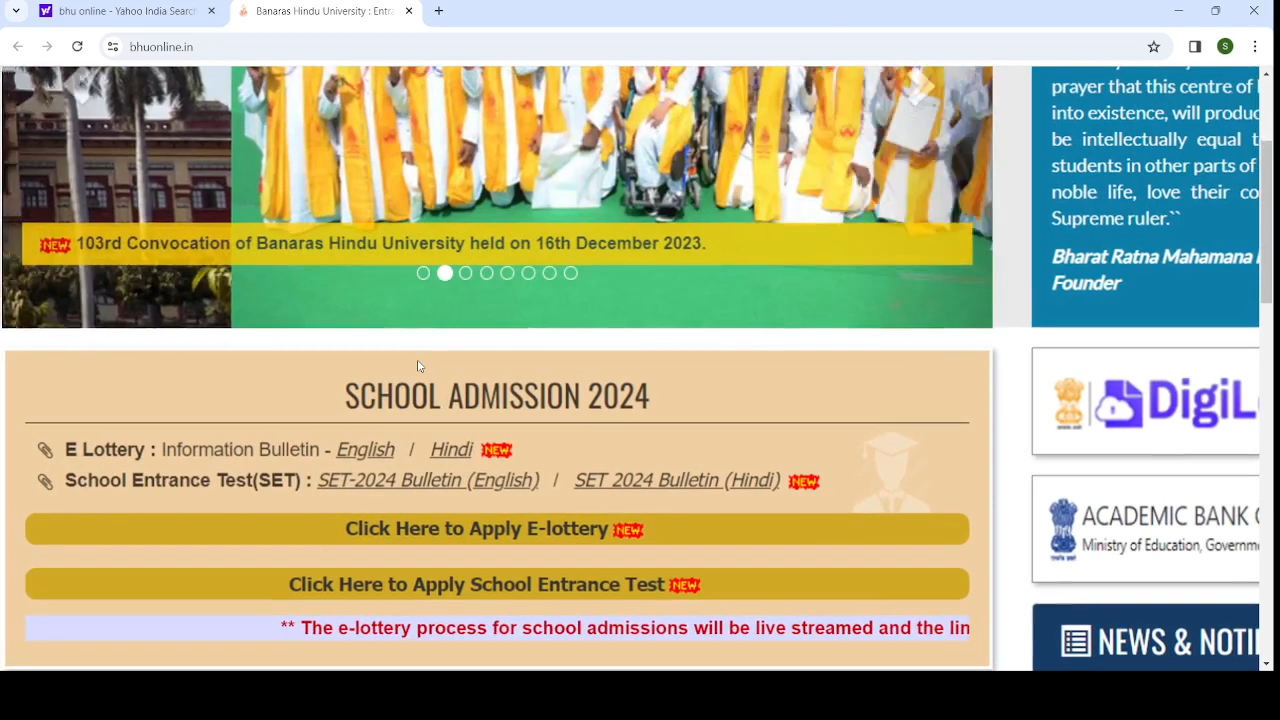 bhu online - Yahoo India Search
Banaras Hindu University : Entra
bhuonline.in
S
prayer that this centre of
into existence, will produc
be intellectually equal t
students in other parts of
noble life, love their co
Supreme ruler.``
Bharat Ratna Mahamana
Founder
NEW 103rd Convocation of Banaras Hindu University held on 16th December 2023.
SCHOOL ADMISSION 2024
E Lottery : Information Bulletin - English / Hindi NEW
School Entrance Test(SET) : SET-2024 Bulletin (English) / SET 2024 Bulletin (Hindi) NEW
Click Here to Apply E-lottery NEW
Click Here to Apply School Entrance Test NEW
** The e-lottery process for school admissions will be live streamed and the lin
DigiL
ACADEMIC BANK
Ministry of Education, Governme
NEWS & NOTI